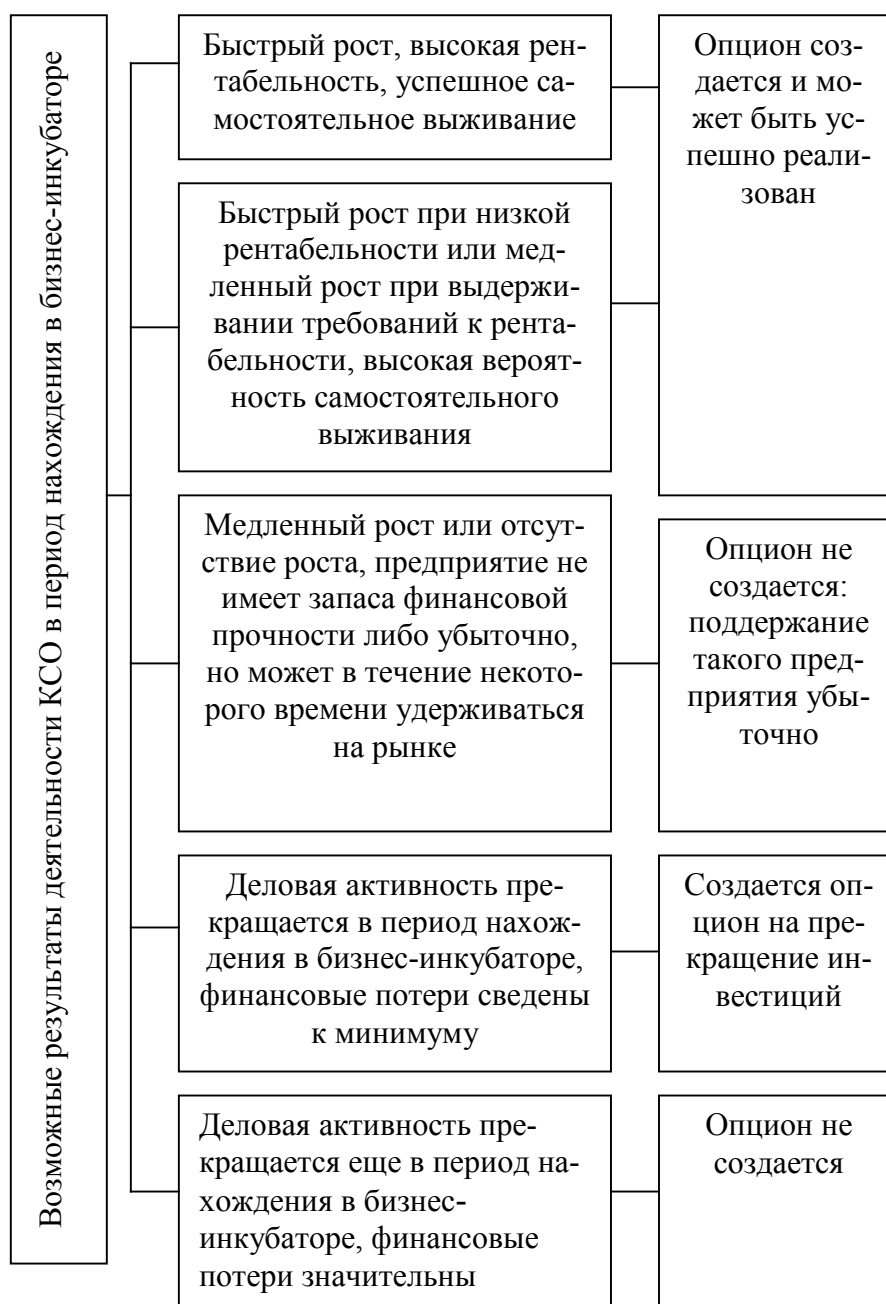 Возможные результаты деятельности КСО в период нахождения в бизнес-инкубаторе
Быстрый рост, высокая рен-
табельность, успешное са-
мостоятельное выживание
Опцион соз-
дается и мо-
жет быть ус-
пешно реали-
зован
Быстрый рост при низкой
рентабельности или мед-
ленный рост при выдержи-
вании требований к рента-
бельности, высокая вероят-
ность самостоятельного
выживания
Медленный рост или отсут-
ствие роста, предприятие не
имеет запаса финансовой
прочности либо убыточно,
но может в течение некото-
рого времени удерживаться
на рынке
Опцион не
создается:
поддержание
такого пред-
приятия убы-
точно
Деловая активность пре-
кращается в период нахож-
дения в бизнес-инкубаторе,
финансовые потери сведены
к минимуму
Создается оп-
цион на пре-
кращение ин-
вестиций
Деловая активность пре-
кращается еще в период на-
хождения в бизнес-
инкубаторе, финансовые
потери значительны
Опцион не
создается